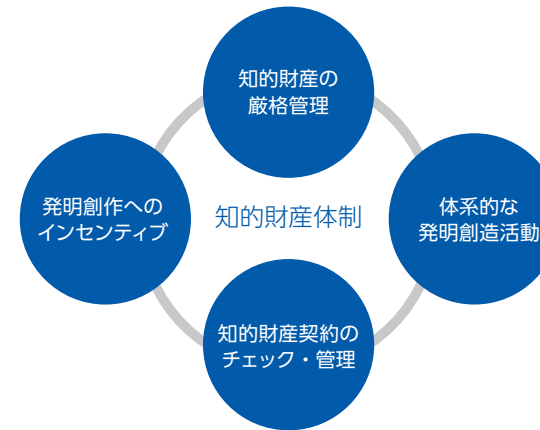 知的財産の
厳格管理
発明創作への
インセンティブ
知的財産体制
体系的な
発明創造活動
知的財産契約の
チェック・管理